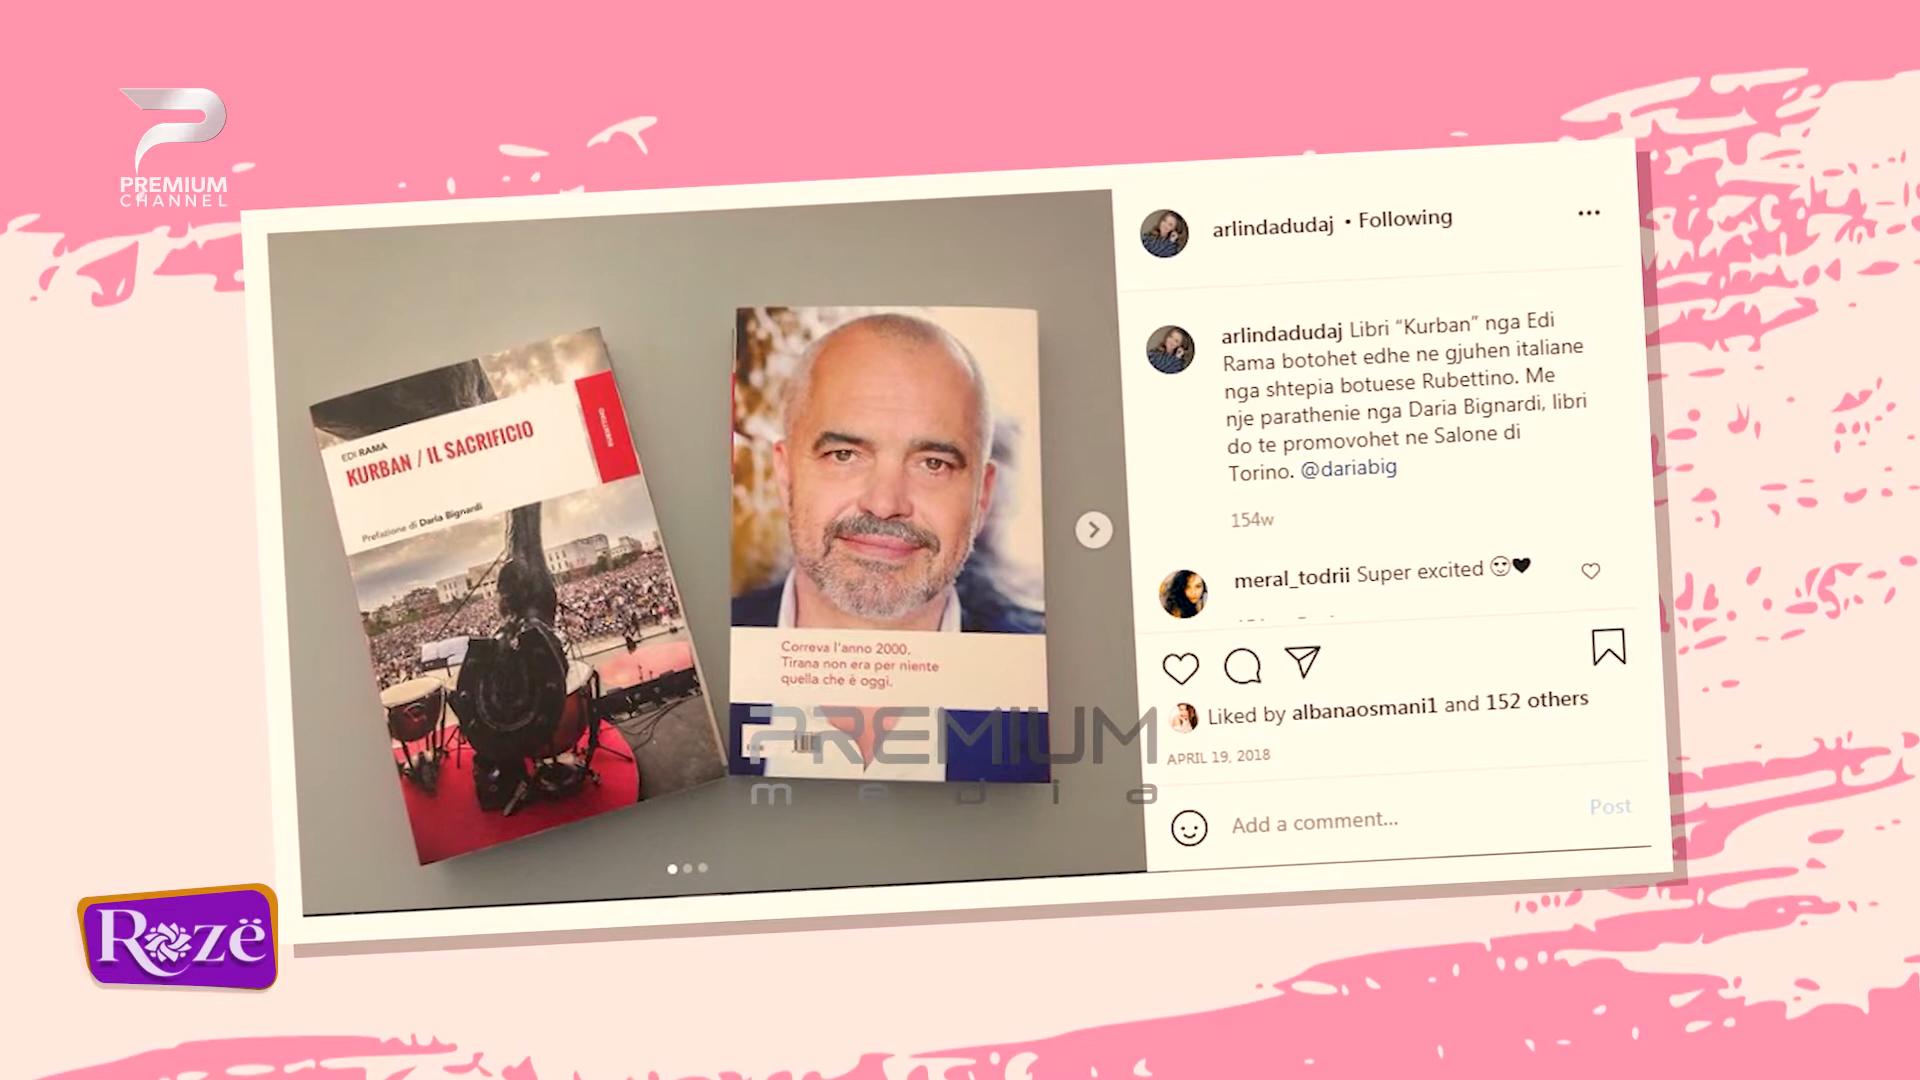 PREMIUM
CHANNEL
EDI RAMA
KURBAN / IL SACRIFICIO
RUBBETTINO
Prefazione di Daria Bignardi
Correva l'anno 2000.
Tirana non era per niente
quella che è oggi.
PREMIUM
media
arlindadudaj • Following
arlindadudaj Libri “Kurban” nga Edi
Rama botohet edhe ne gjuhen italiane
nga shtepia botuese Rubettino. Me
nje parathenie nga Daria Bignardi, libri
do te promovohet ne Salone di
Torino. @dariabig
154w
meral_todrii Super excited 🙂🖤
Liked by albanaosmani1 and 152 others
APRIL 19, 2018
Add a comment...
Post
Rozë